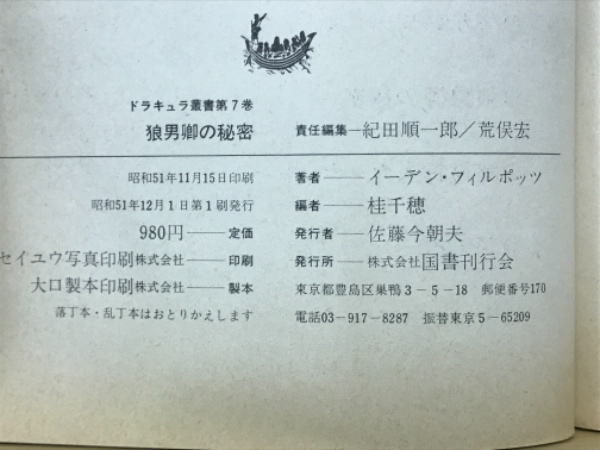 ドラキュラ叢書第7巻
狼男卿の秘密
責任編集─紀田順一郎／荒俣宏
昭和51年11月15日印刷
昭和51年12月1日第1刷発行
980円──定価
セイユウ写真印刷株式会社──印刷
大口製本印刷株式会社──製本
落丁本・乱丁本はおとりかえします
著者──イーデン・フィルポッツ
編者──桂千穂
発行者──佐藤今朝夫
発行所──株式会社国書刊行会
東京都豊島区巣鴨3－5－18 郵便番号170
電話03－917－8287 振替東京5－65209